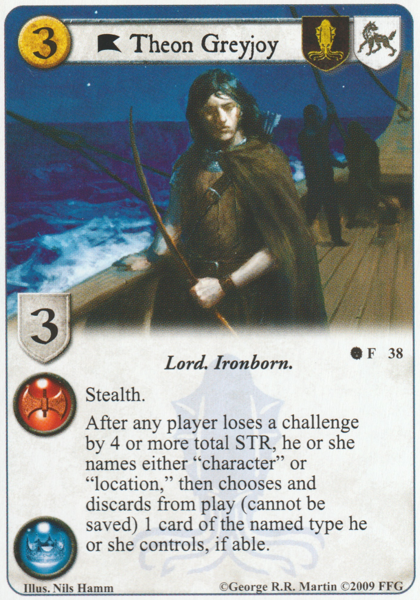 3 Theon Greyjoy
3
Lord. Ironborn.
F 38
Stealth.
After any player loses a challenge
by 4 or more total STR, he or she
names either “character” or
“location,” then chooses and
discards from play (cannot be
saved) 1 card of the named type he
or she controls, if able.
Illus. Nils Hamm ©George R.R. Martin ©2009 FFG